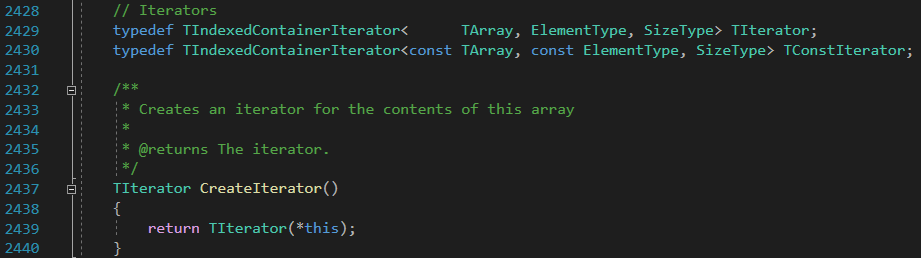 2428 // Iterators
2429 typedef TIndexedContainerIterator<      TArray, ElementType, SizeType> TIterator;
2430 typedef TIndexedContainerIterator<const TArray, const ElementType, SizeType> TConstIterator;
2431
2432 /**
2433 * Creates an iterator for the contents of this array
2434 *
2435 * @returns The iterator.
2436 */
2437 TIterator CreateIterator()
2438 {
2439 return TIterator(*this);
2440 }